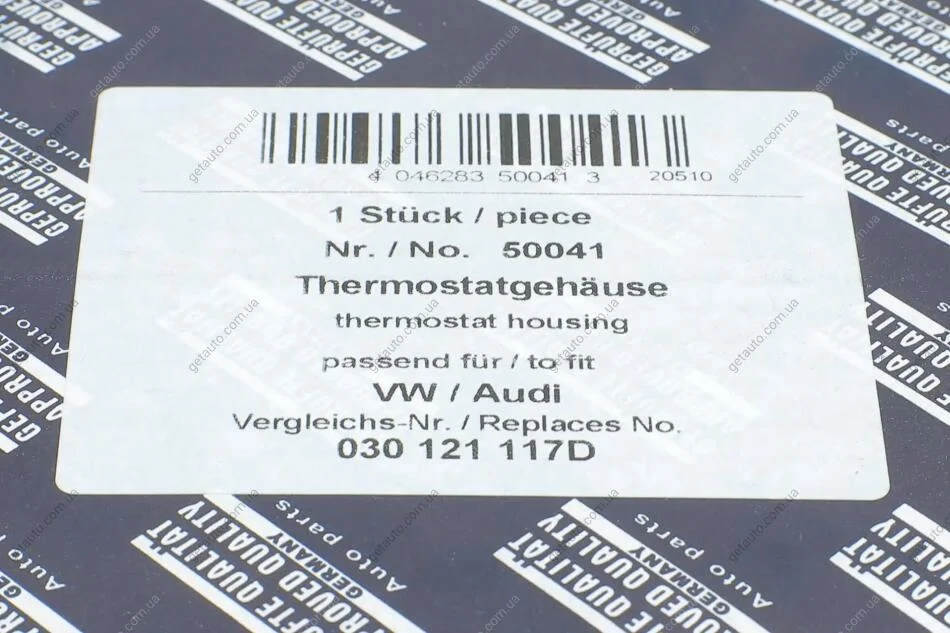 4 046283 50041 3 20510
1 Stück / piece
Nr. / No. 50041
Thermostatgehäuse
thermostat housing
passend für / to fit
VW / Audi
Vergleichs-Nr. / Replaces No.
030 121 117D
GEPRÜFTE QUALITÄT
APPROVED QUALITY
Auto parts
GERMANY
getauto.com.ua